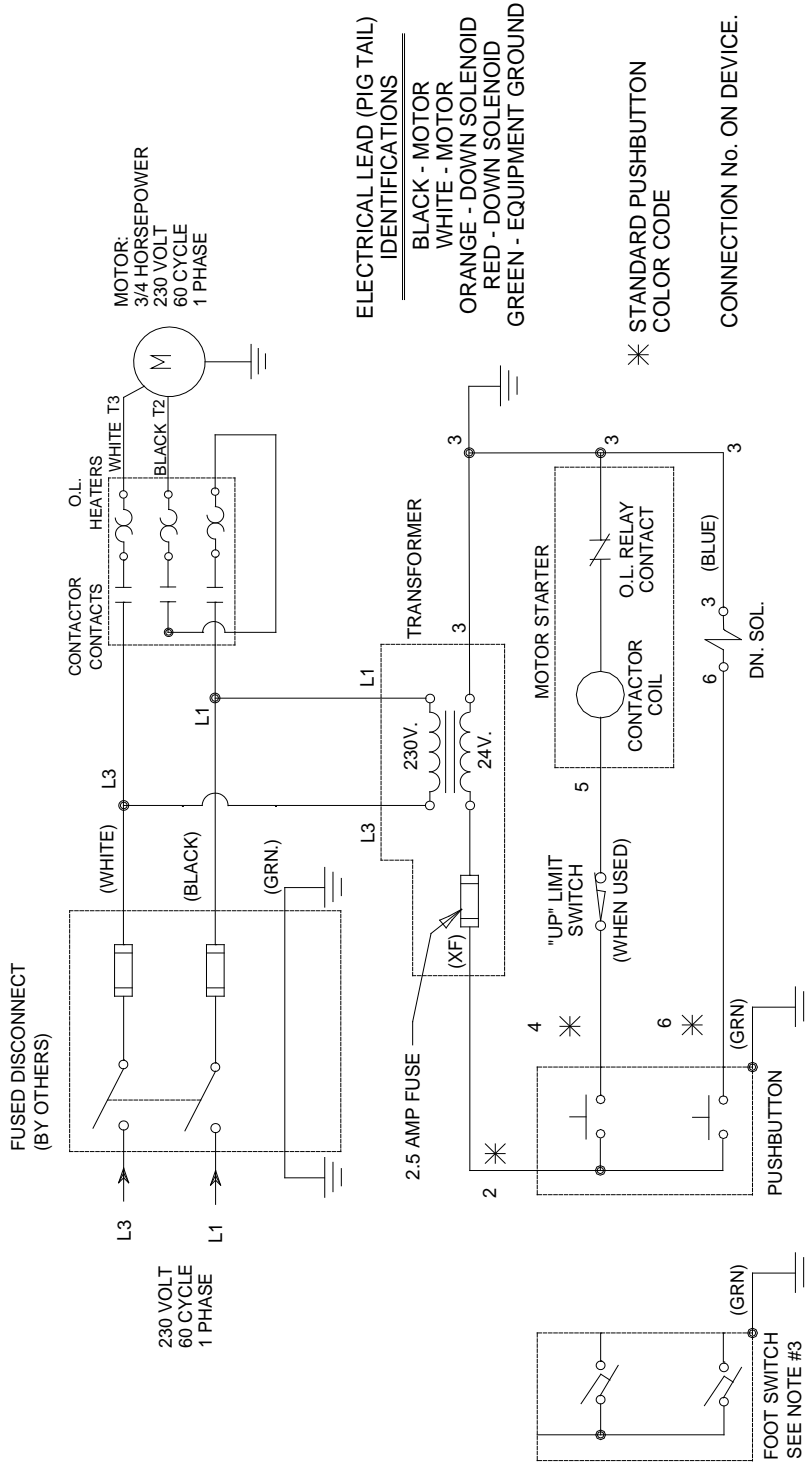 FUSED DISCONNECT
(BY OTHERS)
L3
L1
230 VOLT
60 CYCLE
1 PHASE
(WHITE)
(BLACK)
(GRN.)
L3
L1
CONTACTOR
CONTACTS
O.L.
HEATERS
WHITE T3
BLACK T2
M
MOTOR:
3/4 HORSEPOWER
230 VOLT
60 CYCLE
1 PHASE
2.5 AMP FUSE
(XF)
L3
L1
230V.
24V.
TRANSFORMER
3
3
ELECTRICAL LEAD (PIG TAIL)
IDENTIFICATIONS
BLACK - MOTOR
WHITE - MOTOR
ORANGE - DOWN SOLENOID
RED - DOWN SOLENOID
GREEN - EQUIPMENT GROUND
2
4
"UP" LIMIT
SWITCH
(WHEN USED)
5
MOTOR STARTER
CONTACTOR
COIL
O.L. RELAY
CONTACT
3
6
(GRN)
PUSHBUTTON
6
3
(BLUE)
3
DN. SOL.
STANDARD PUSHBUTTON
COLOR CODE
CONNECTION No. ON DEVICE.
(GRN)
FOOT SWITCH
SEE NOTE #3